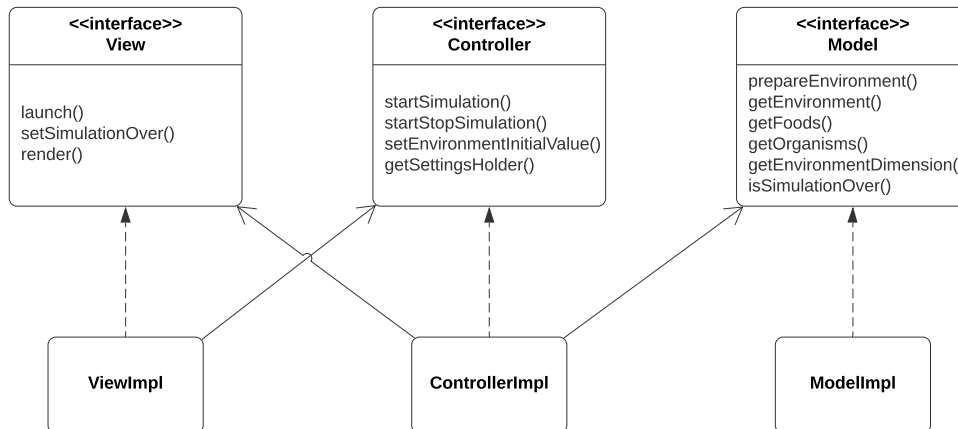 <<interface>>
View
launch()
setSimulationOver()
render()
<<interface>>
Controller
startSimulation()
startStopSimulation()
setEnvironmentInitialValue()
getSettingsHolder()
<<interface>>
Model
prepareEnvironment()
getEnvironment()
getFoods()
getOrganisms()
getEnvironmentDimension(
isSimulationOver()
ViewImpl
ControllerImpl
ModelImpl